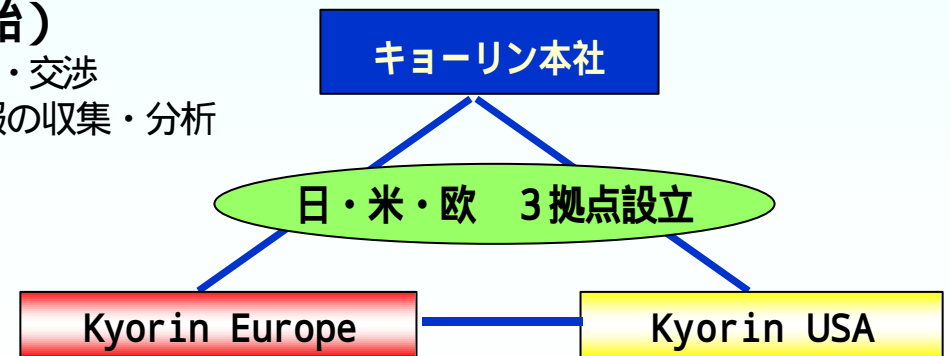 始)
・交渉
報の収集・分析
キョーリン本社
日・米・欧　3拠点設立
Kyorin Europe
Kyorin USA